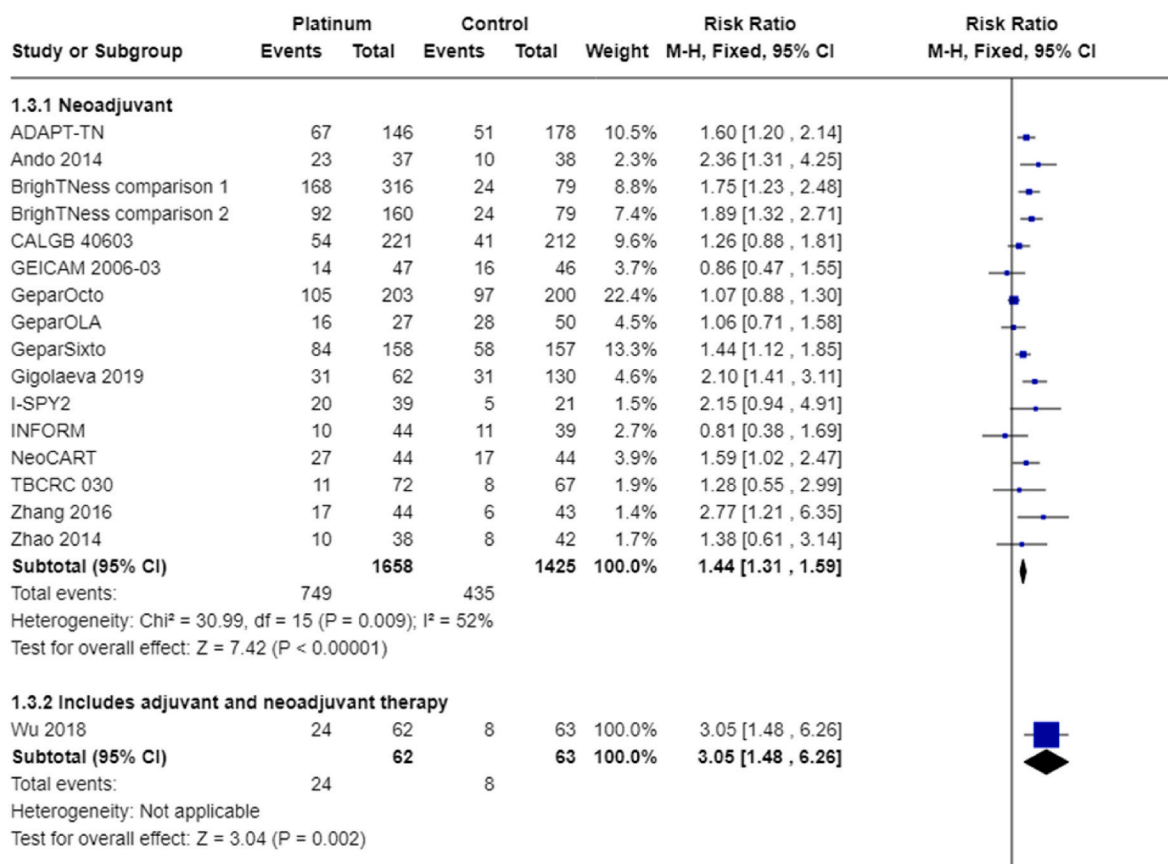 Platinum Control Risk Ratio Risk Ratio
Study or Subgroup Events Total Events Total Weight M-H, Fixed, 95% CI M-H, Fixed, 95% CI
1.3.1 Neoadjuvant
ADAPT-TN 67 146 51 178 10.5% 1.60 [1.20 , 2.14]
Ando 2014 23 37 10 38 2.3% 2.36 [1.31 , 4.25]
BrighTNess comparison 1 168 316 24 79 8.8% 1.75 [1.23 , 2.48]
BrighTNess comparison 2 92 160 24 79 7.4% 1.89 [1.32 , 2.71]
CALGB 40603 54 221 41 212 9.6% 1.26 [0.88 , 1.81]
GEICAM 2006-03 14 47 16 46 3.7% 0.86 [0.47 , 1.55]
GeparOcto 105 203 97 200 22.4% 1.07 [0.88 , 1.30]
GeparOLA 16 27 28 50 4.5% 1.06 [0.71 , 1.58]
GeparSixto 84 158 58 157 13.3% 1.44 [1.12 , 1.85]
Gigolaeva 2019 31 62 31 130 4.6% 2.10 [1.41 , 3.11]
I-SPY2 20 39 5 21 1.5% 2.15 [0.94 , 4.91]
INFORM 10 44 11 39 2.7% 0.81 [0.38 , 1.69]
NeoCART 27 44 17 44 3.9% 1.59 [1.02 , 2.47]
TBCRC 030 11 72 8 67 1.9% 1.28 [0.55 , 2.99]
Zhang 2016 17 44 6 43 1.4% 2.77 [1.21 , 6.35]
Zhao 2014 10 38 8 42 1.7% 1.38 [0.61 , 3.14]
Subtotal (95% CI) 1658 1425 100.0% 1.44 [1.31 , 1.59]
Total events: 749 435
Heterogeneity: Chi² = 30.99, df = 15 (P = 0.009); I² = 52%
Test for overall effect: Z = 7.42 (P < 0.00001)
1.3.2 Includes adjuvant and neoadjuvant therapy
Wu 2018 24 62 8 63 100.0% 3.05 [1.48 , 6.26]
Subtotal (95% CI) 62 63 100.0% 3.05 [1.48 , 6.26]
Total events: 24 8
Heterogeneity: Not applicable
Test for overall effect: Z = 3.04 (P = 0.002)